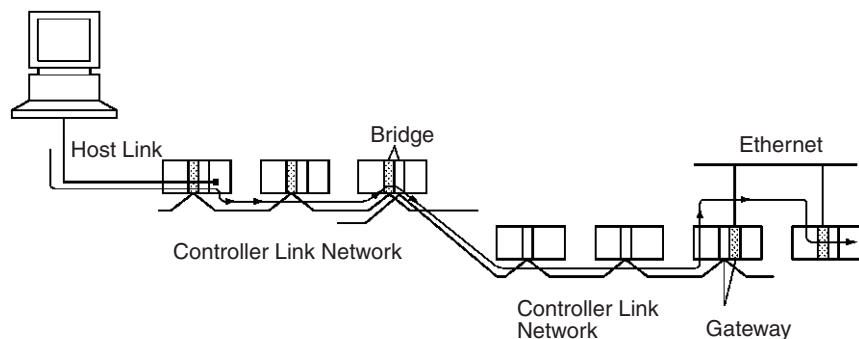 Host Link
Bridge
Ethernet
Controller Link Network
Controller Link
Network
Gateway